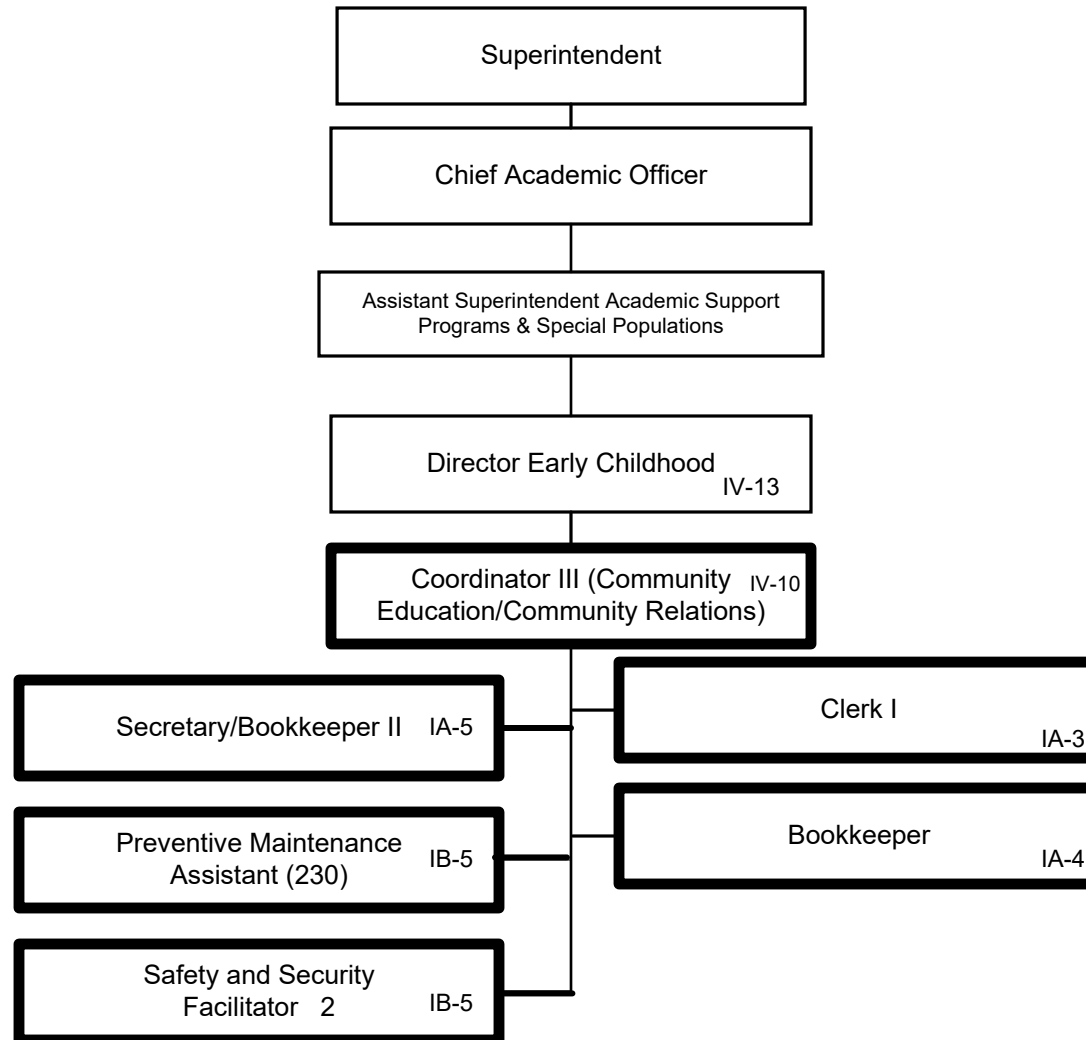 Superintendent
Chief Academic Officer
Assistant Superintendent Academic Support
Programs & Special Populations
Director Early Childhood
IV-13
Coordinator III (Community IV-10
Education/Community Relations)
Secretary/Bookkeeper II IA-5
Clerk I
IA-3
Preventive Maintenance
Assistant (230)
IB-5
Bookkeeper
IA-4
Safety and Security
Facilitator 2
IB-5